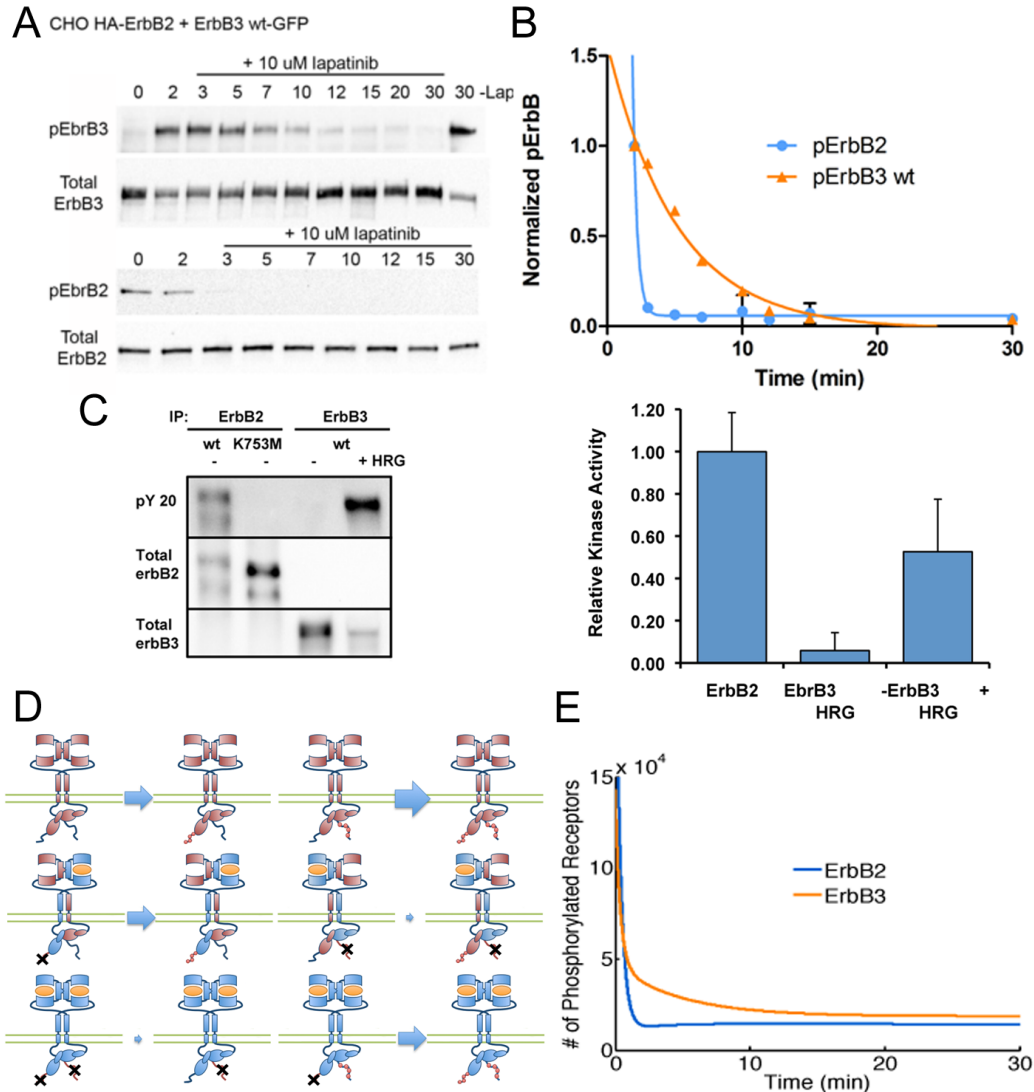 A CHO HA-ErbB2 + ErbB3 wt-GFP
+ 10 uM lapatinib
0 2 3 5 7 10 12 15 20 30 30 -Lap
pEbrB3
Total
ErbB3
+ 10 uM lapatinib
0 2 3 5 7 10 12 15 30
pEbrB2
Total
ErbB2
B
Normalized pErbB
1.5
1.0
0.5
0.0
pErbB2
pErbB3 wt
0 10 20 30
Time (min)
C
IP: ErbB2 ErbB3
wt K753M wt
- - - + HRG
pY 20
Total
erbB2
Total
erbB3
Relative Kinase Activity
1.20
1.00
0.80
0.60
0.40
0.20
0.00
ErbB2 EbrB3 -ErbB3 +
HRG HRG
D
E
# of Phosphorylated Receptors
x 10⁴
15
10
5
0
ErbB2
ErbB3
0 10 20 30
Time (min)